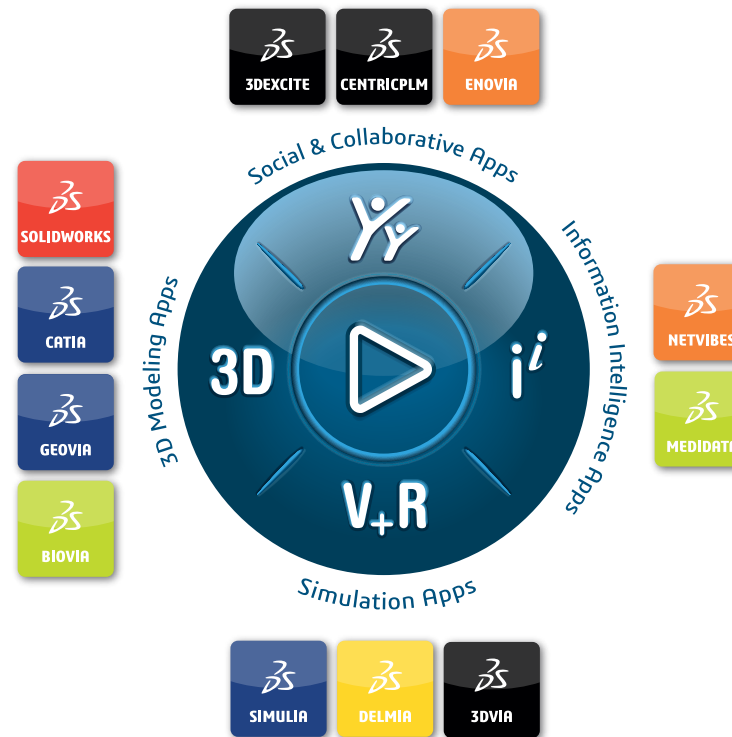 3DEXCITE
CENTRICPLM
ENOVIA
Social & Collaborative Apps
SOLIDWORKS
CATIA
GEOVIA
BIOVIA
3D Modeling Apps
3D
i i
V+R
Information Intelligence Apps
NETVIBES
MEDIDATA
Simulation Apps
SIMULIA
DELMIA
3DVIA